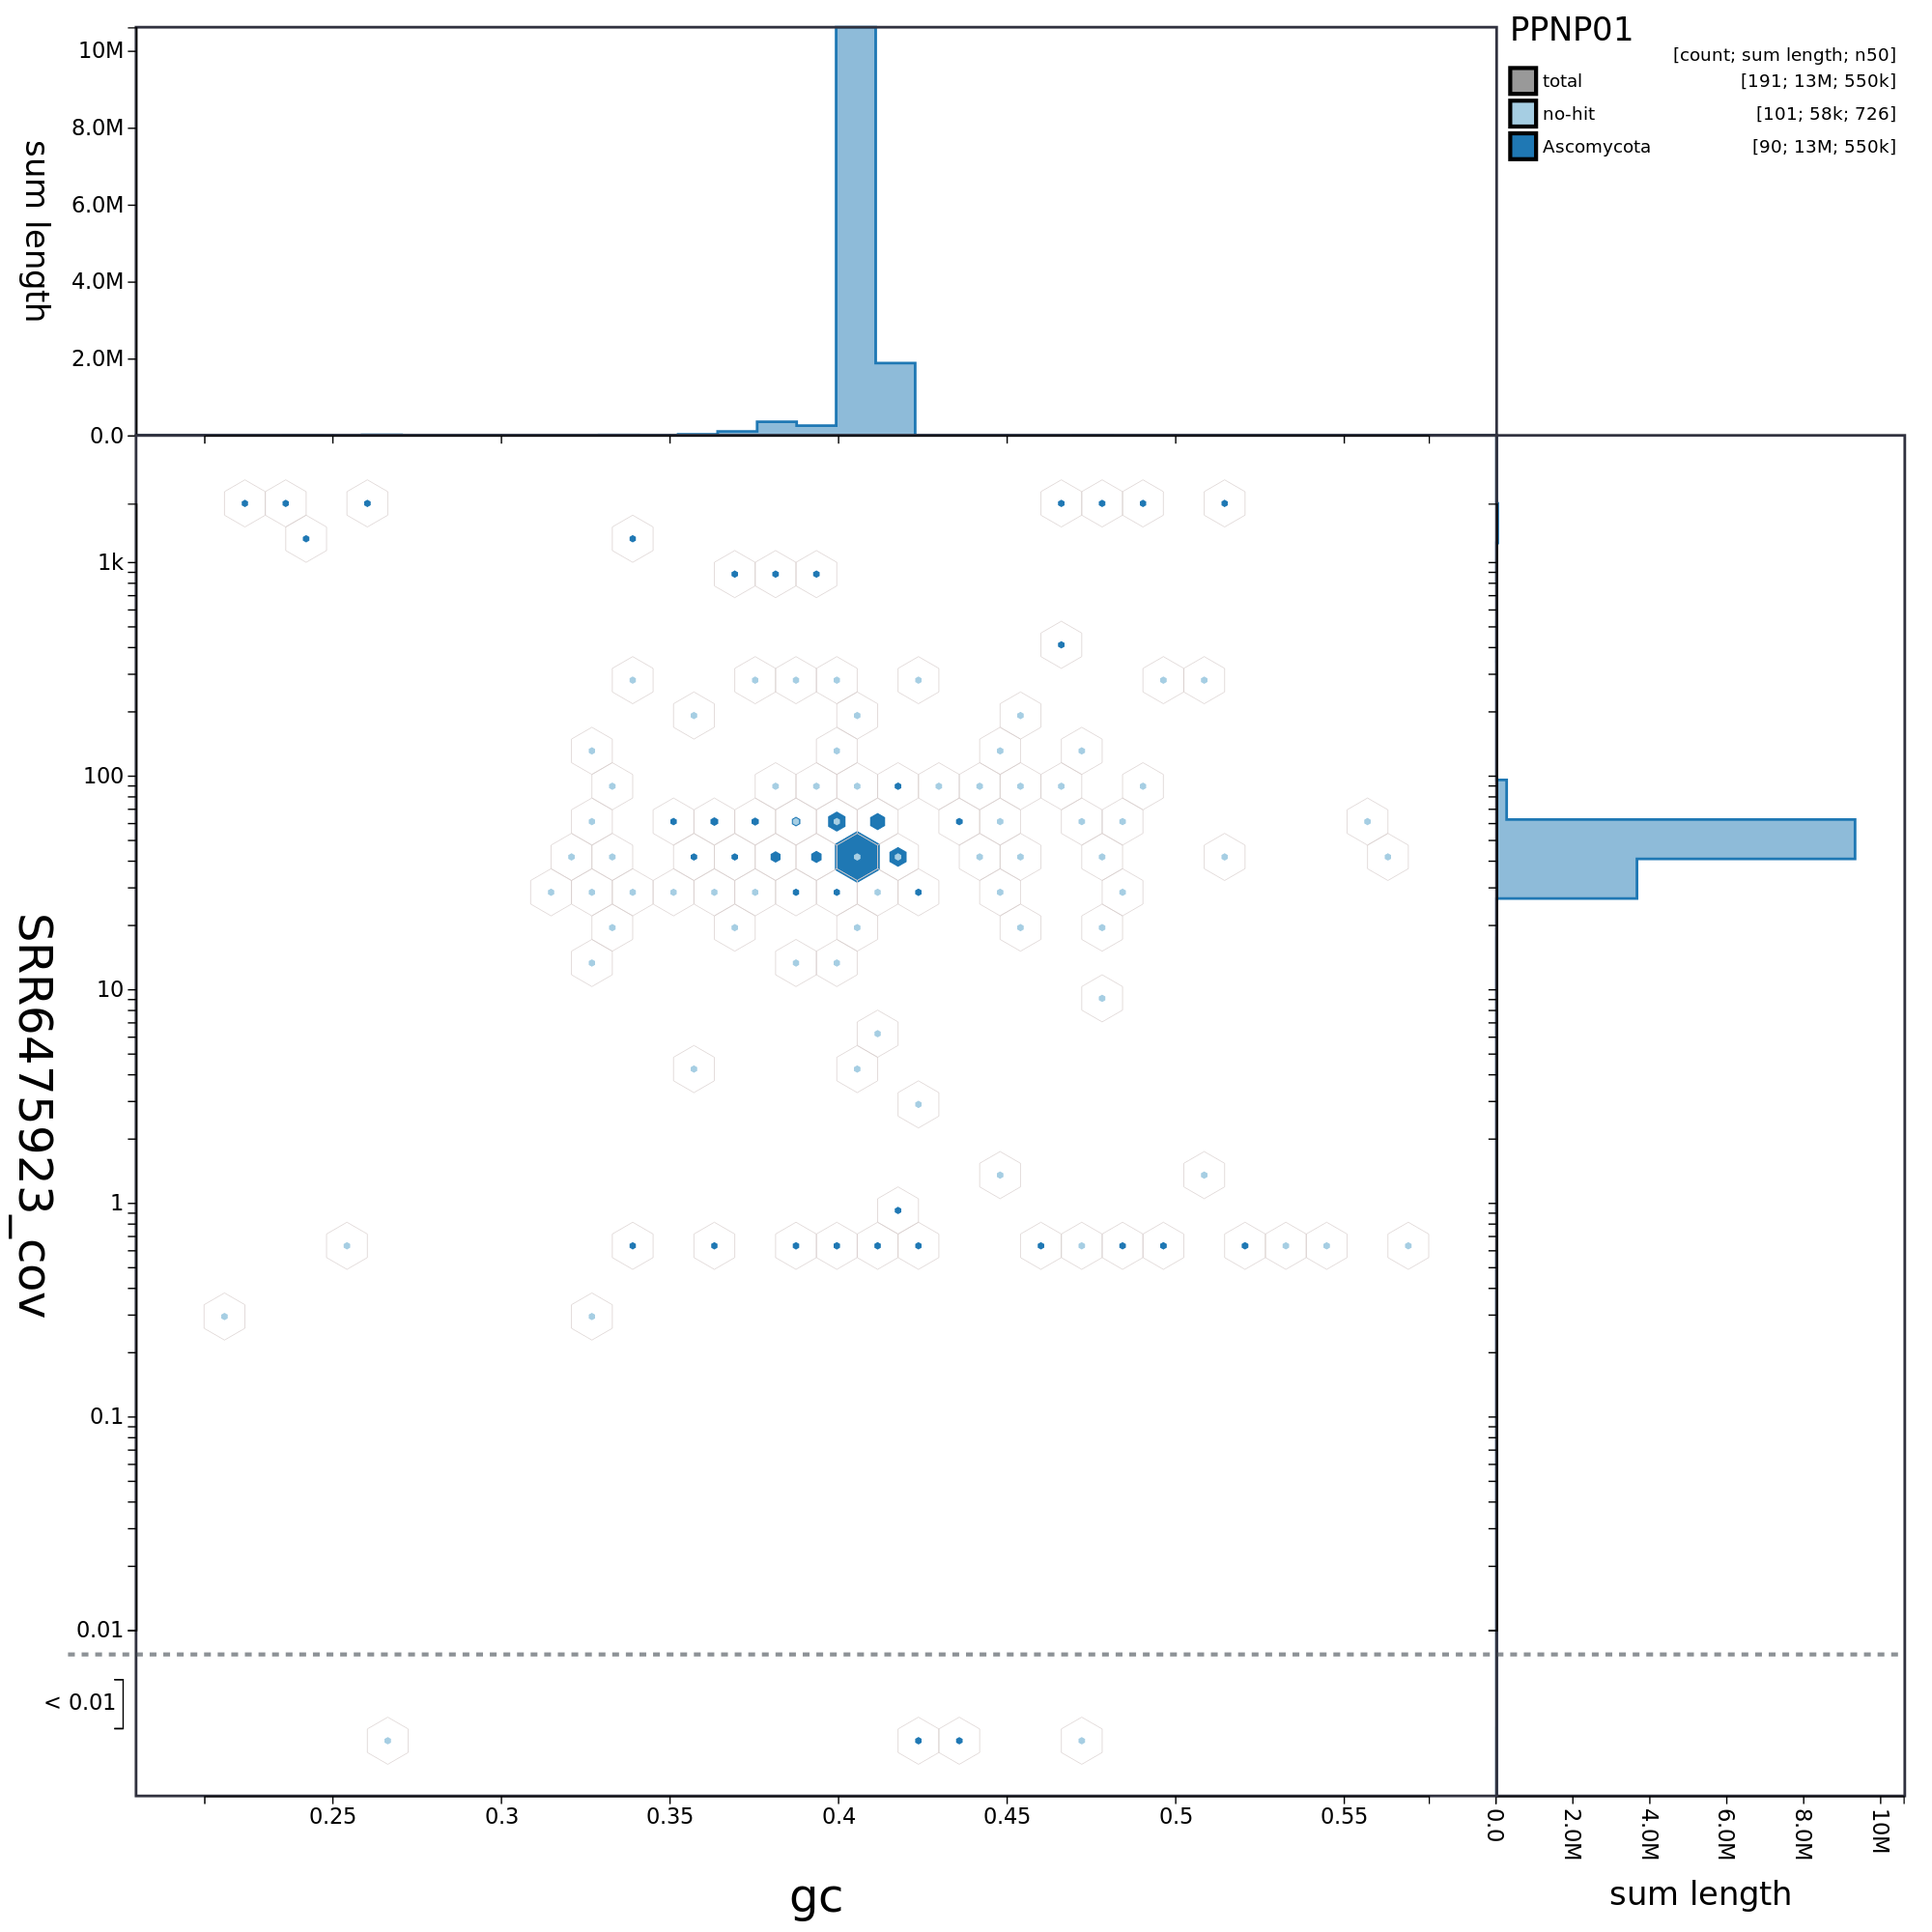 PPNP01
[count; sum length; n50]
total [191; 13M; 550k]
no-hit [101; 58k; 726]
Ascomycota [90; 13M; 550k]
sum length
10M
8.0M
6.0M
4.0M
2.0M
0.0
SRR6475923_cov
1k
100
10
1
0.1
0.01
< 0.01
0.25 0.3 0.35 0.4 0.45 0.5 0.55
gc
0.0 2.0M 4.0M 6.0M 8.0M 10M
sum length